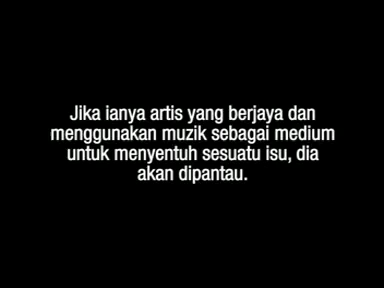 Jika ianya artis yang berjaya dan
menggunakan muzik sebagai medium
untuk menyentuh sesuatu isu, dia
akan dipantau.